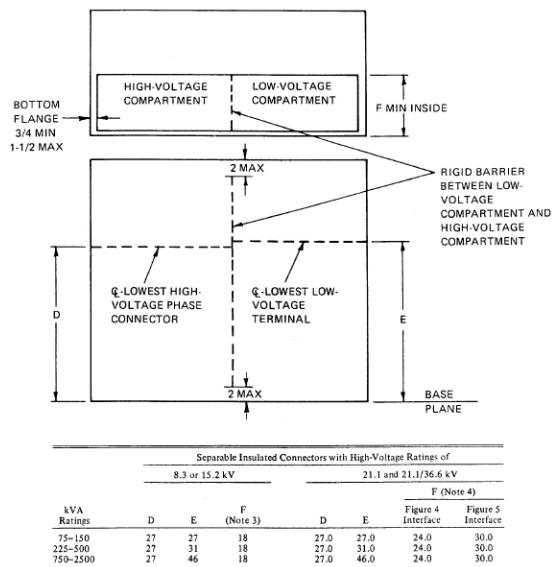 HIGH-VOLTAGE
COMPARTMENT
LOW-VOLTAGE
COMPARTMENT
F MIN INSIDE
BOTTOM
FLANGE
3/4 MIN
1-1/2 MAX
2 MAX
RIGID BARRIER
BETWEEN LOW-
VOLTAGE
COMPARTMENT AND
HIGH-VOLTAGE
COMPARTMENT
℄-LOWEST HIGH-
VOLTAGE PHASE
CONNECTOR
℄-LOWEST LOW-
VOLTAGE
TERMINAL
D
E
2 MAX
BASE
PLANE
Separable Insulated Connectors with High-Voltage Ratings of
8.3 or 15.2 kV 21.1 and 21.1/36.6 kV
F (Note 4)
kVA Ratings D E F (Note 3) D E Figure 4 Interface Figure 5 Interface
75–150 27 27 18 27.0 27.0 24.0 30.0
225–500 27 31 18 27.0 31.0 24.0 30.0
750–2500 27 46 18 27.0 46.0 24.0 30.0